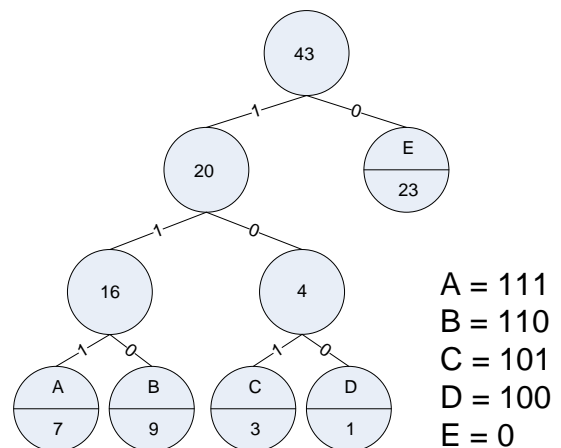 43
1 0
20
E
23
1 0
16
4
1 0 1 0
A B C D
7 9 3 1
A = 111
B = 110
C = 101
D = 100
E = 0